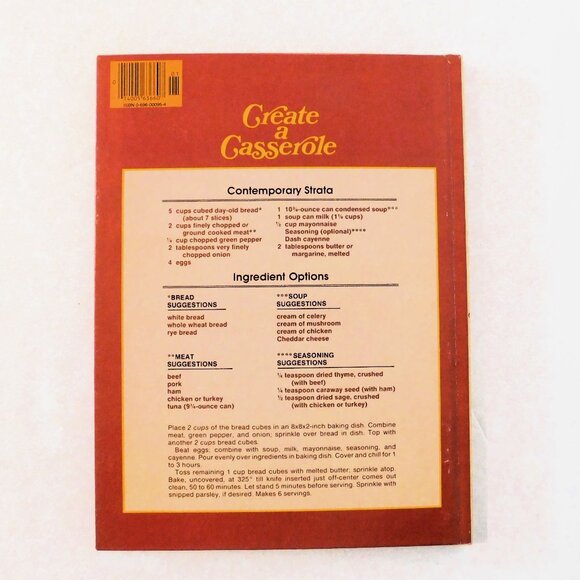 01
0
14005 65660
ISBN 0-696-00095-4
Create
a
Casserole
Contemporary Strata
5 cups cubed day-old bread*
(about 7 slices)
2 cups finely chopped or
ground cooked meat**
¼ cup chopped green pepper
2 tablespoons very finely
chopped onion
4 eggs
1 10¾-ounce can condensed soup***
1 soup can milk (1¼ cups)
cup mayonnaise
Seasoning (optional)****
Dash cayenne
2 tablespoons butter or
margarine, melted
Ingredient Options
*BREAD
SUGGESTIONS
white bread
whole wheat bread
rye bread
***SOUP
SUGGESTIONS
cream of celery
cream of mushroom
cream of chicken
Cheddar cheese
**MEAT
SUGGESTIONS
beef
pork
ham
chicken or turkey
tuna (9¼-ounce can)
****SEASONING
SUGGESTIONS
¼ teaspoon dried thyme, crushed
(with beef)
¼ teaspoon caraway seed (with ham)
½ teaspoon dried sage, crushed
(with chicken or turkey)
Place 2 cups of the bread cubes in an 8x8x2-inch baking dish. Combine
meat, green pepper, and onion; sprinkle over bread in dish. Top with
another 2 cups bread cubes.
Beat eggs; combine with soup, milk, mayonnaise, seasoning, and
cayenne. Pour evenly over ingredients in baking dish. Cover and chill for 1
to 3 hours.
Toss remaining 1 cup bread cubes with melted butter; sprinkle atop.
Bake, uncovered, at 325° till knife inserted just off-center comes out
clean, 50 to 60 minutes. Let stand 5 minutes before serving. Sprinkle with
snipped parsley, if desired. Makes 6 servings.